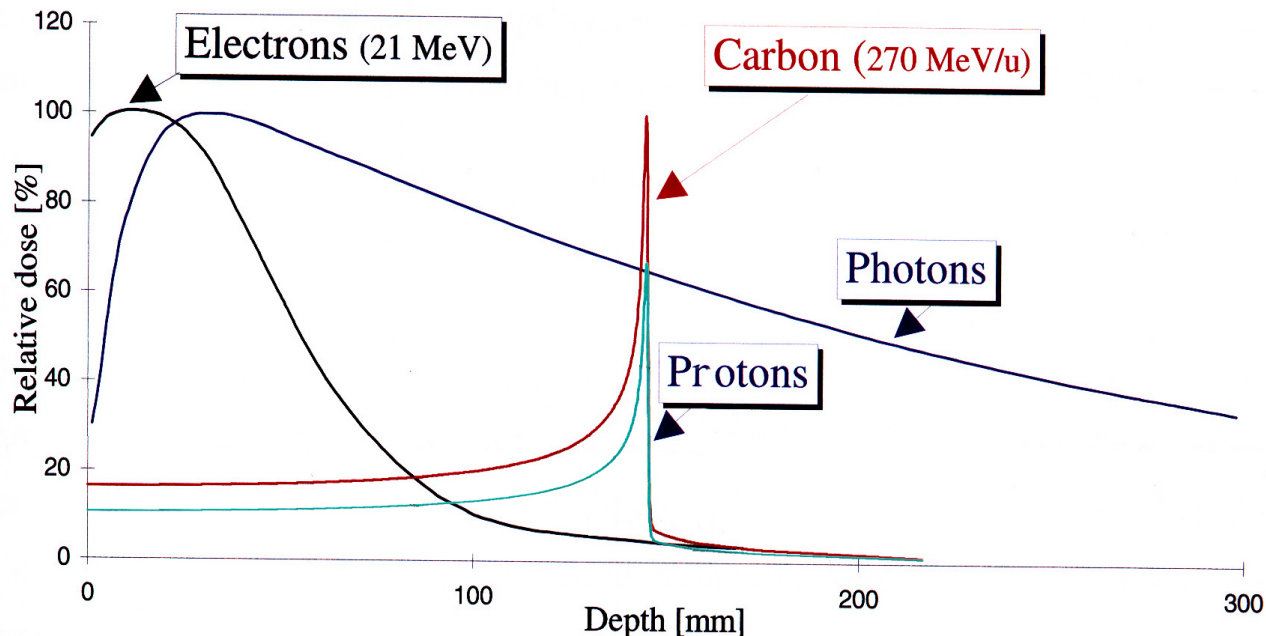 Electrons (21 MeV)
Carbon (270 MeV/u)
Photons
Protons
Relative dose [%]
120
100
80
60
40
20
0
0
100
200
300
Depth [mm]